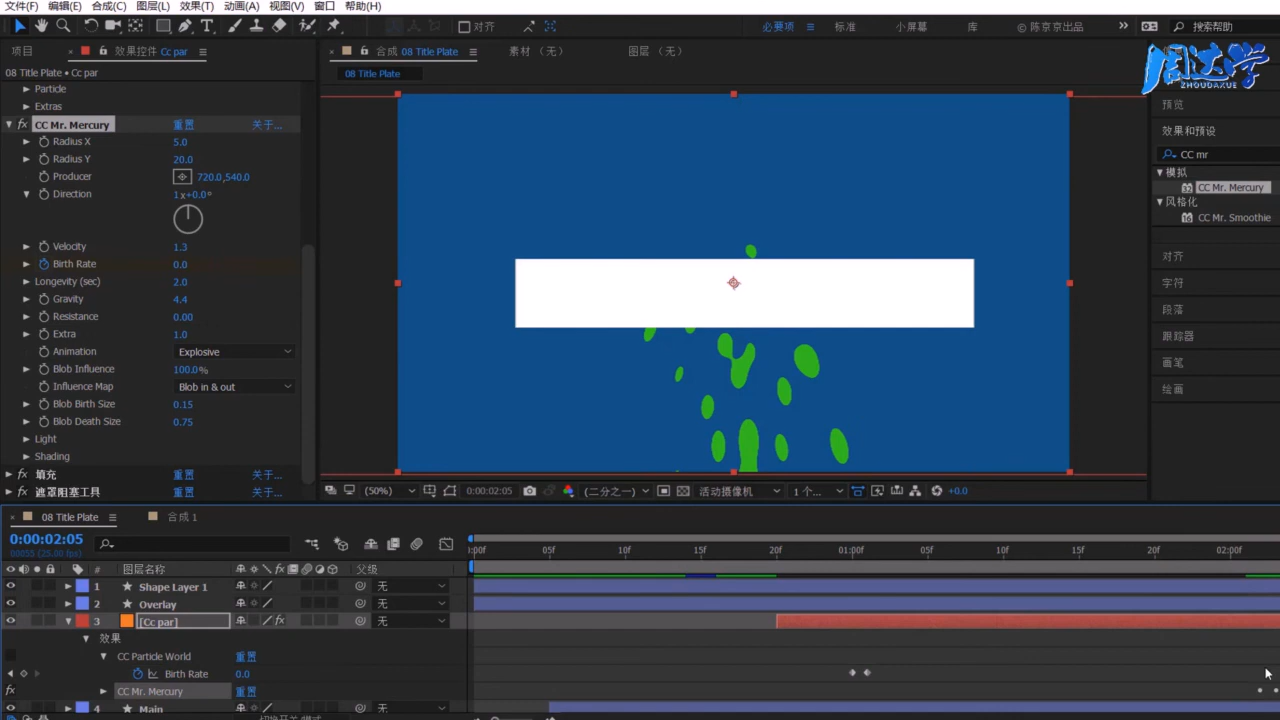 文件(F) 编辑(E) 合成(C) 图层(L) 效果(T) 动画(A) 视图(V) 窗口 帮助(H)
对齐 必要项 标准 小屏幕 库 © 陈京京出品 搜索帮助
项目 效果控件 Cc par 合成 08 Title Plate 素材（无） 图层（无）
周达学
ZHOUDAXUE
08 Title Plate • Cc par 08 Title Plate
Particle
Extras
CC Mr. Mercury 重置 关于...
Radius X 5.0
Radius Y 20.0
Producer 720.0,540.0
Direction 1x+0.0°
Velocity 1.3
Birth Rate 0.0
Longevity (sec) 2.0
Gravity 4.4
Resistance 0.00
Extra 1.0
Animation Explosive
Blob Influence 100.0%
Influence Map Blob in & out
Blob Birth Size 0.15
Blob Death Size 0.75
Light
Shading
填充 重置 关于...
遮罩阻塞工具 重置 关于...
预览
效果和预设
CC mr
模拟
CC Mr. Mercury
风格化
CC Mr. Smoothie
对齐
字符
段落
跟踪器
画笔
绘画
(50%) 0:00:02:05 (二分之一) 活动摄像机 1 个... +0.0
08 Title Plate 合成 1
0:00:02:05
00055 (25.00 fps)
:00f 05f 10f 15f 20f 01:00f 05f 10f 15f 20f 02:00f
# 图层名称 父级
1 Shape Layer 1 无
2 Overlay 无
3 [Cc par] 无
效果
CC Particle World 重置
Birth Rate 0.0
CC Mr. Mercury 重置
4 Main 无
切换开关/模式